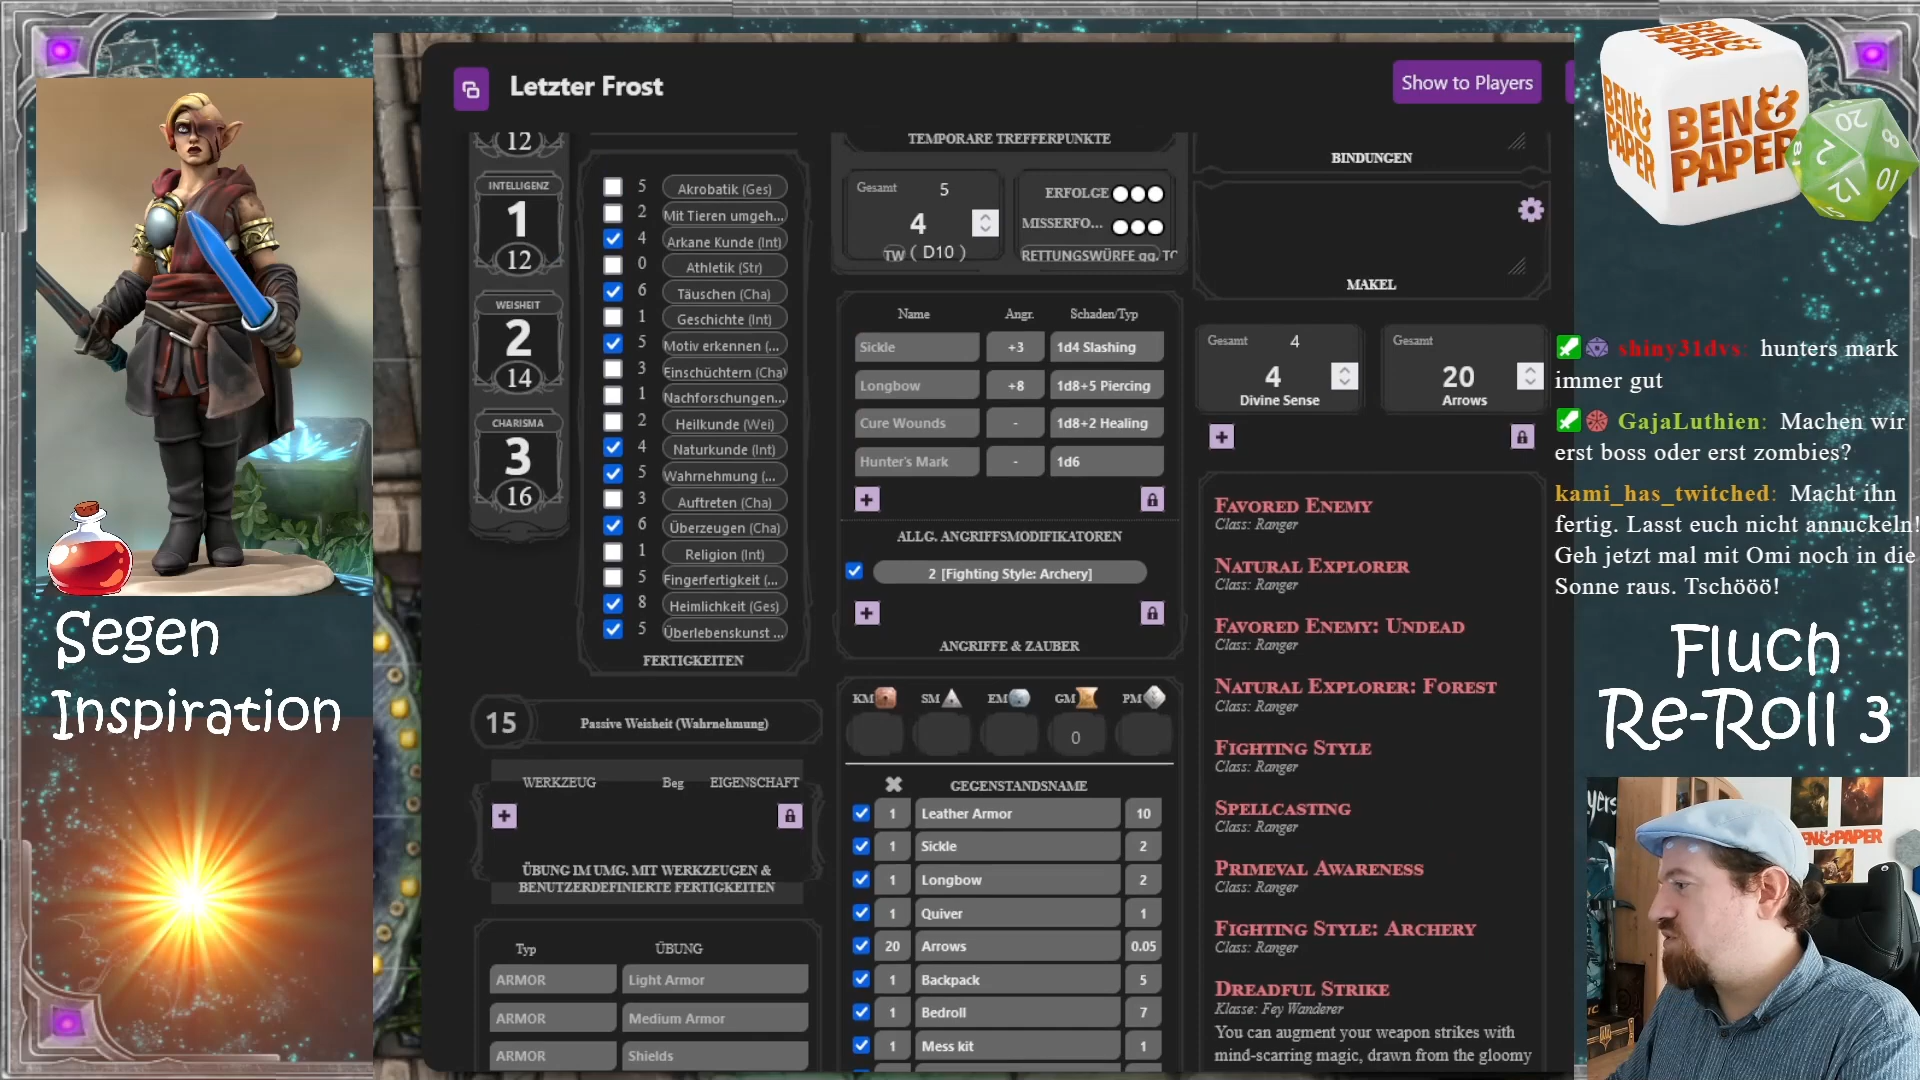 Letzter Frost
Show to Players
12
INTELLIGENZ
1
12
WEISHEIT
2
14
CHARISMA
3
16
5 Akrobatik (Ges)
2 Mit Tieren umgeh...
4 Arkane Kunde (Int)
0 Athletik (Str)
6 Täuschen (Cha)
1 Geschichte (Int)
5 Motiv erkennen (...
3 Einschüchtern (Cha)
1 Nachforschungen...
2 Heilkunde (Wei)
4 Naturkunde (Int)
5 Wahrnehmung (...
3 Auftreten (Cha)
6 Überzeugen (Cha)
1 Religion (Int)
5 Fingerfertigkeit (...
8 Heimlichkeit (Ges)
5 Überlebenskunst ...
FERTIGKEITEN
15 Passive Weisheit (Wahrnehmung)
WERKZEUG Beg EIGENSCHAFT
ÜBUNG IM UMG. MIT WERKZEUGEN &
BENUTZERDEFINIERTE FERTIGKEITEN
Typ ÜBUNG
ARMOR Light Armor
ARMOR Medium Armor
ARMOR Shields
TEMPORÄRE TREFFERPUNKTE
Gesamt 5
4
TW ( D10 )
ERFOLGE
MISSERFO...
RETTUNGSWÜRFE gg. TO
Name Angr. Schaden/Typ
Sickle +3 1d4 Slashing
Longbow +8 1d8+5 Piercing
Cure Wounds - 1d8+2 Healing
Hunter's Mark - 1d6
ALLG. ANGRIFFSMODIFIKATOREN
2 [Fighting Style: Archery]
ANGRIFFE & ZAUBER
KM SM EM GM PM
0
GEGENSTANDSNAME
1 Leather Armor 10
1 Sickle 2
1 Longbow 2
1 Quiver 1
20 Arrows 0.05
1 Backpack 5
1 Bedroll 7
1 Mess kit 1
BINDUNGEN
MAKEL
Gesamt 4
4
Divine Sense
Gesamt
20
Arrows
FAVORED ENEMY
Class: Ranger
NATURAL EXPLORER
Class: Ranger
FAVORED ENEMY: UNDEAD
Class: Ranger
NATURAL EXPLORER: FOREST
Class: Ranger
FIGHTING STYLE
Class: Ranger
SPELLCASTING
Class: Ranger
PRIMEVAL AWARENESS
Class: Ranger
FIGHTING STYLE: ARCHERY
Class: Ranger
DREADFUL STRIKE
Klasse: Fey Wanderer
You can augment your weapon strikes with
mind-scarring magic, drawn from the gloomy
Segen
Inspiration
BEN&
PAPER
shiny31dvs: hunters mark
immer gut
GajaLuthien: Machen wir
erst boss oder erst zombies?
kami_has_twitched: Macht ihn
fertig. Lasst euch nicht annuckeln!
Geh jetzt mal mit Omi noch in die
Sonne raus. Tschööö!
Fluch
Re-Roll 3